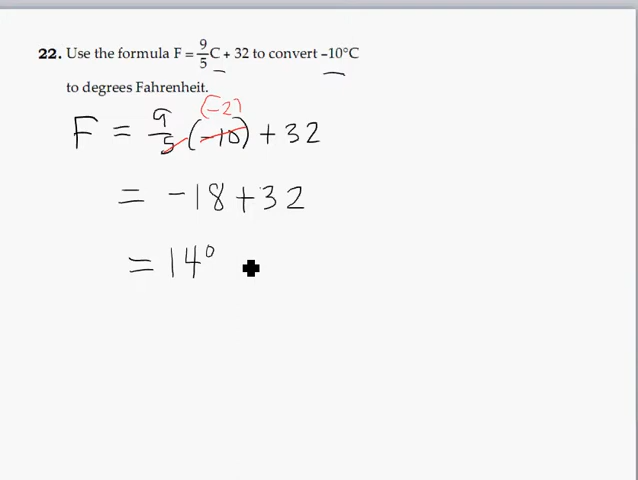 22. Use the formula F = 9/5 C + 32 to convert –10°C
to degrees Fahrenheit.
(-2)
F = 9/5 (-10) + 32
= -18 + 32
= 14°